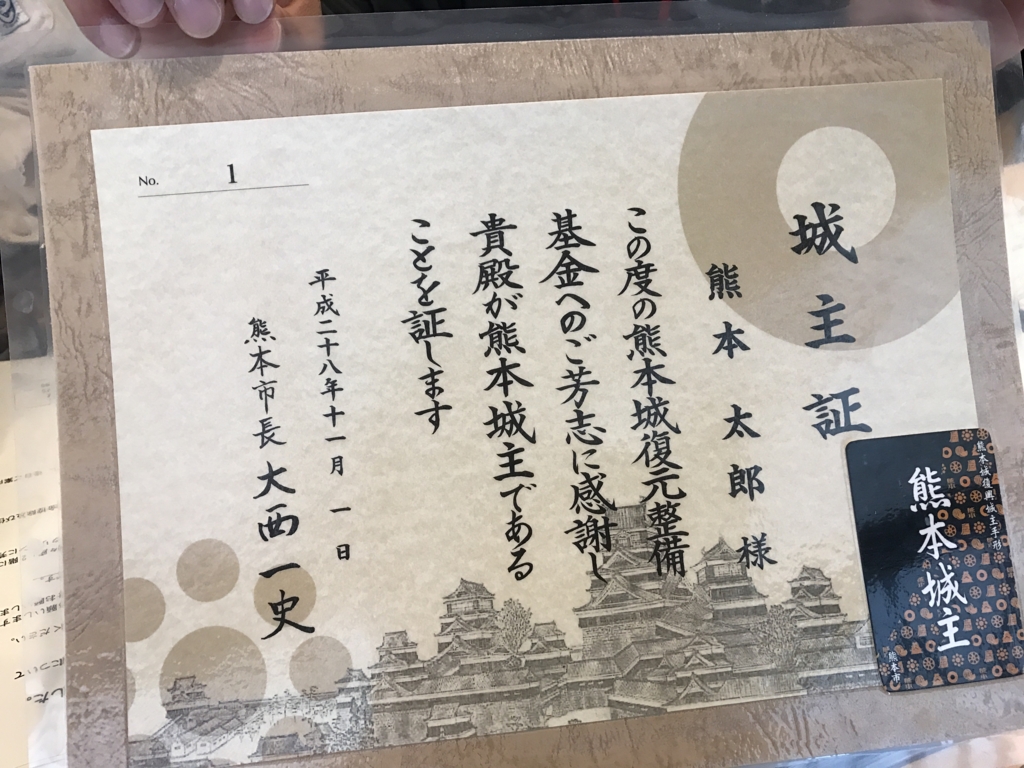 No. 1
城主証
熊本太郎様
この度の熊本城復元整備
基金へのご芳志に感謝し
貴殿が熊本城主である
ことを証します
平成二十八年十一月一日
熊本市長 大西一史
熊本城復興城主手形
熊本城主
熊本市